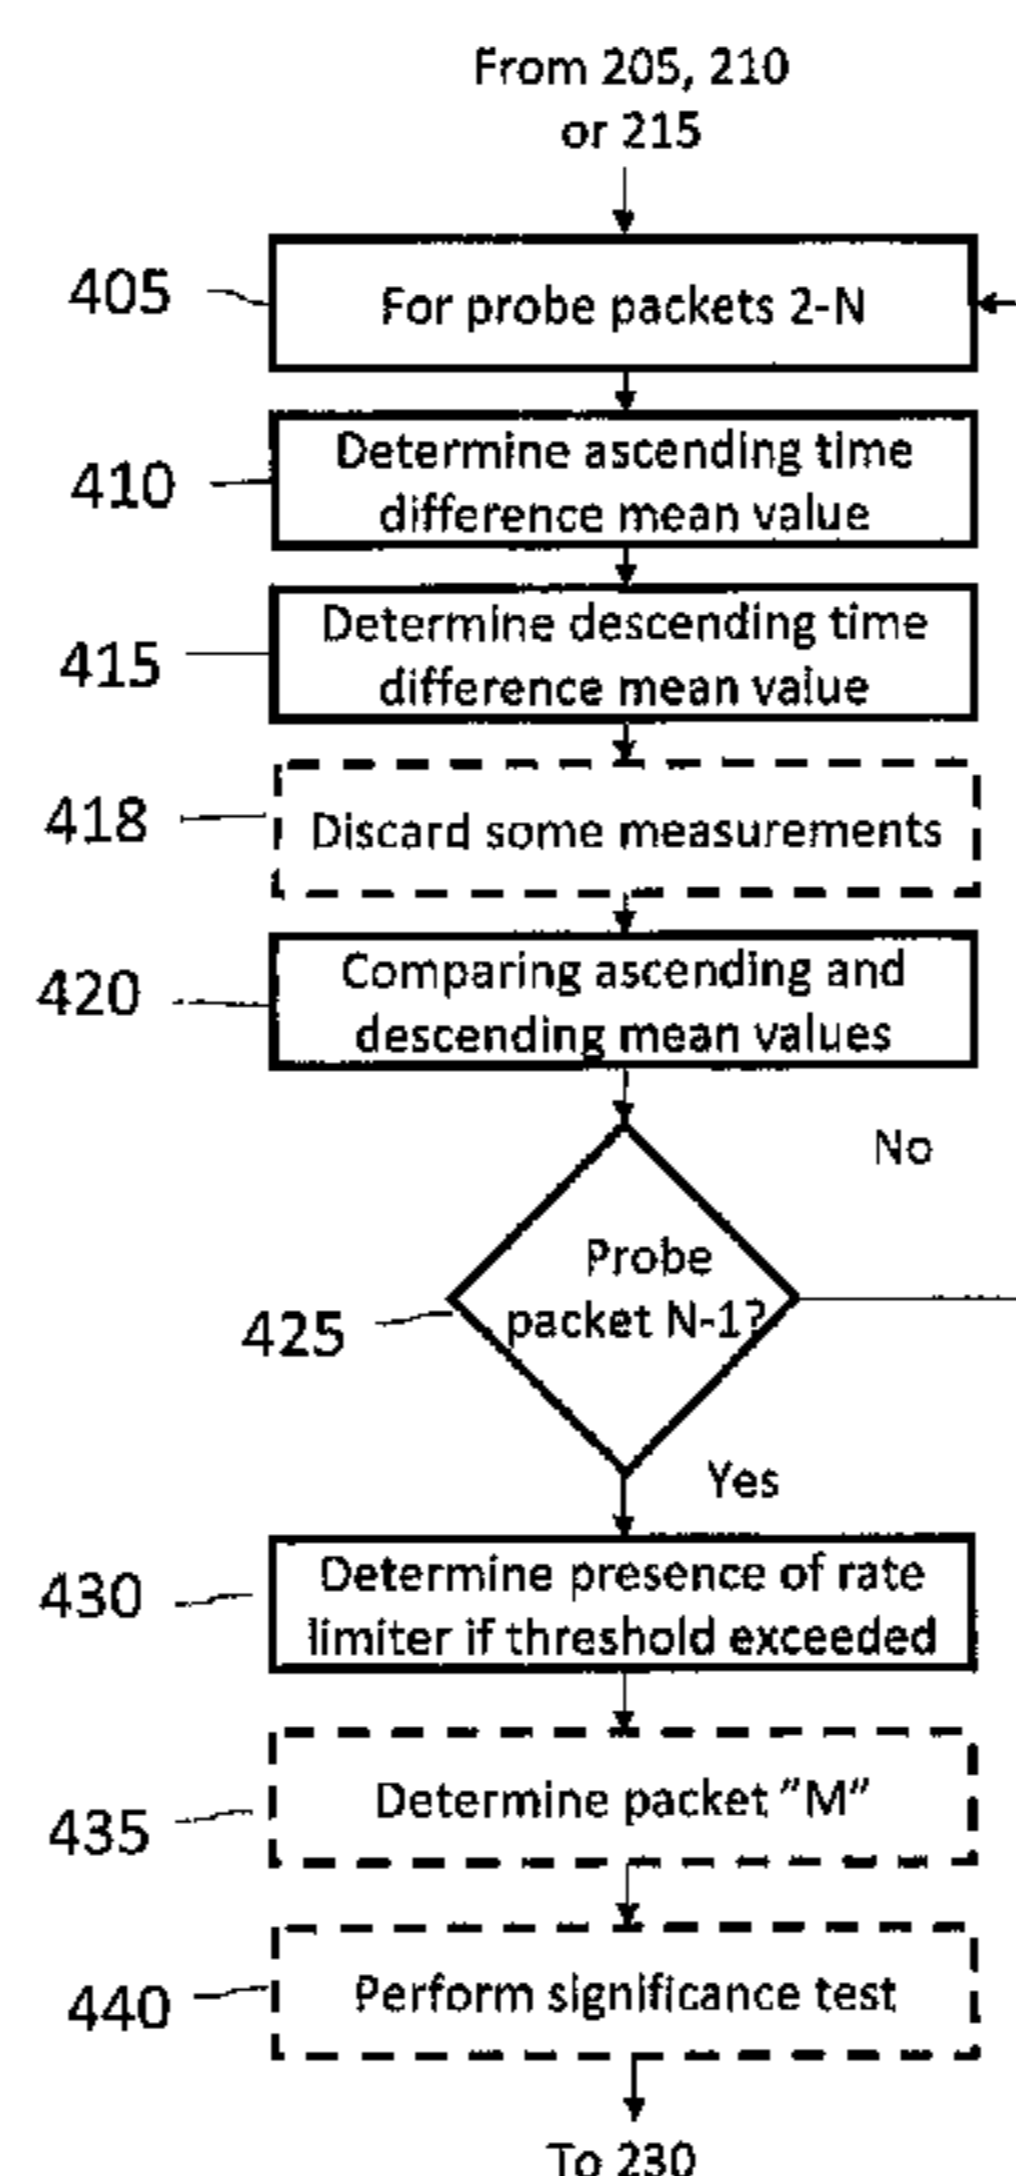 From 205, 210
or 215
405
For probe packets 2-N
410
Determine ascending time
difference mean value
415
Determine descending time
difference mean value
418
Discard some measurements
420
Comparing ascending and
descending mean values
No
425
Probe
packet N-1?
Yes
430
Determine presence of rate
limiter if threshold exceeded
435
Determine packet ”M”
440
Perform significance test
To 230